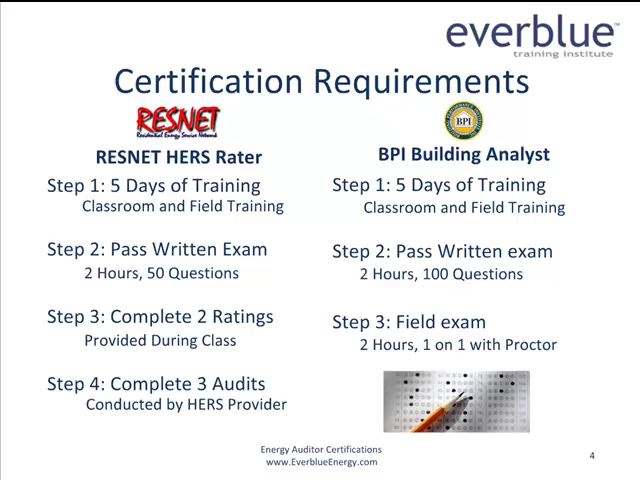 everblue™
training institute
Certification Requirements
RESNET
Residential Energy Service Network
BPI
RESNET HERS Rater
BPI Building Analyst
Step 1: 5 Days of Training
Classroom and Field Training
Step 2: Pass Written Exam
2 Hours, 50 Questions
Step 3: Complete 2 Ratings
Provided During Class
Step 4: Complete 3 Audits
Conducted by HERS Provider
Step 1: 5 Days of Training
Classroom and Field Training
Step 2: Pass Written exam
2 Hours, 100 Questions
Step 3: Field exam
2 Hours, 1 on 1 with Proctor
Energy Auditor Certifications
www.EverblueEnergy.com
4